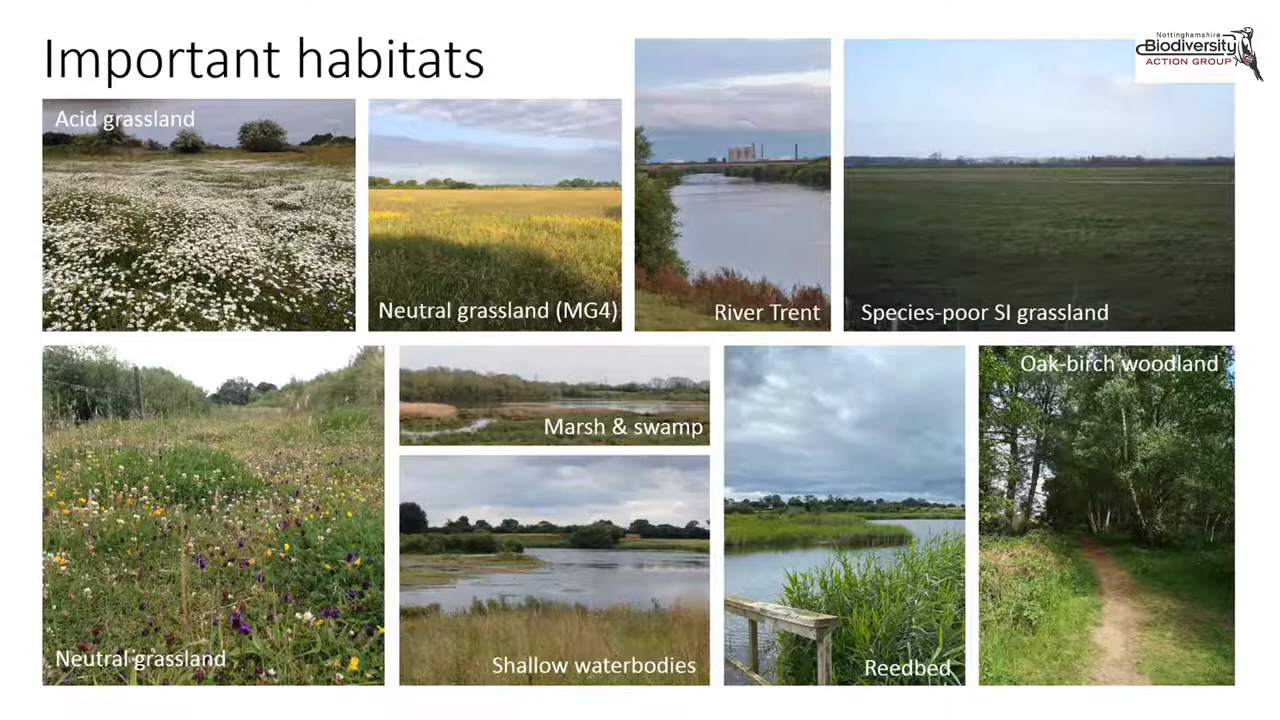 Important habitats
Nottinghamshire
Biodiversity
ACTION GROUP
Acid grassland
Neutral grassland (MG4)
River Trent
Species-poor SI grassland
Neutral grassland
Marsh & swamp
Shallow waterbodies
Reedbed
Oak-birch woodland